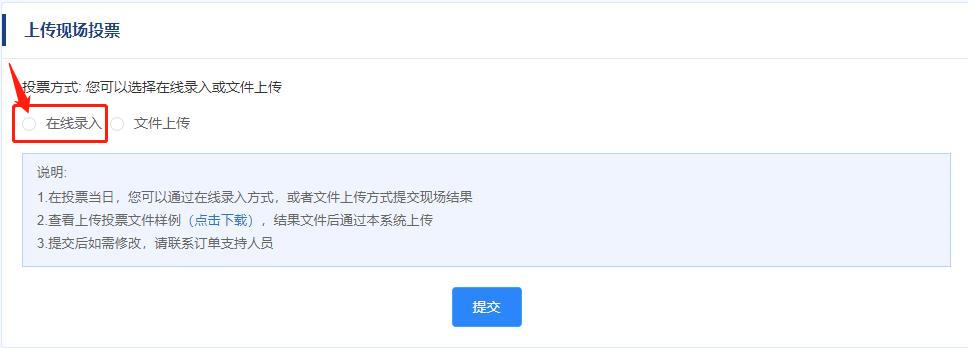 上传现场投票
投票方式: 您可以选择在线录入或文件上传
在线录入 文件上传
说明:
1.在投票当日，您可以通过在线录入方式，或者文件上传方式提交现场结果
2.查看上传投票文件样例（点击下载），结果文件后通过本系统上传
3.提交后如需修改，请联系订单支持人员
提交